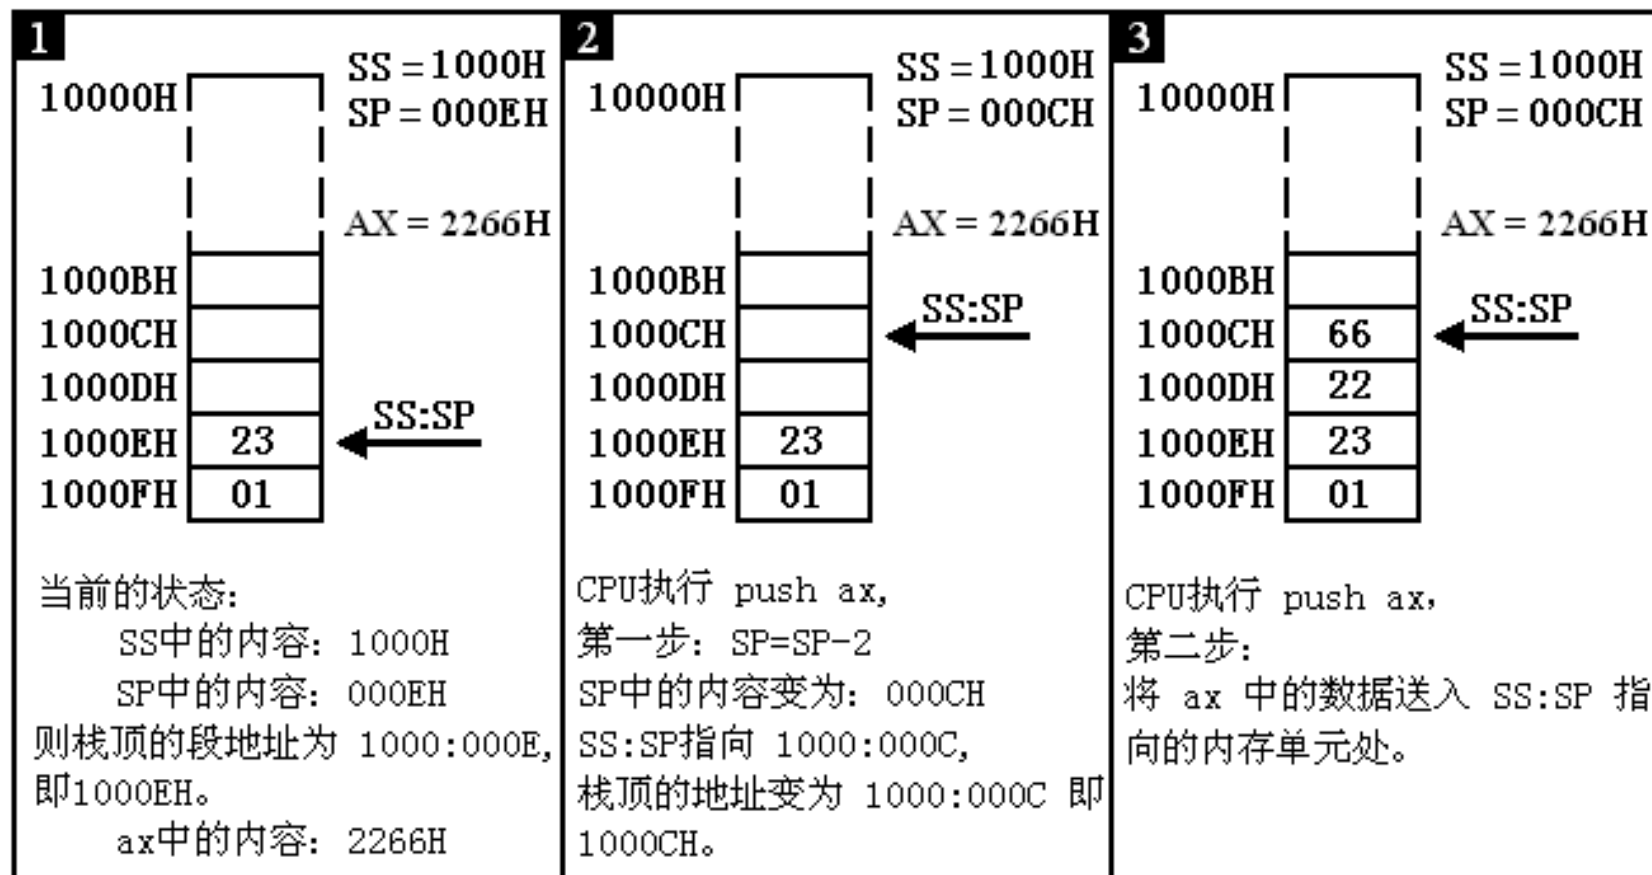 1
SS=1000H
SP=000EH
10000H
AX=2266H
1000BH
1000CH
1000DH
SS:SP
1000EH 23
1000FH 01
当前的状态:
SS中的内容: 1000H
SP中的内容: 000EH
则栈顶的段地址为 1000:000E,
即1000EH。
ax中的内容: 2266H
2
SS=1000H
SP=000CH
10000H
AX=2266H
1000BH
SS:SP
1000CH
1000DH
1000EH 23
1000FH 01
CPU执行 push ax,
第一步: SP=SP-2
SP中的内容变为: 000CH
SS:SP指向 1000:000C,
栈顶的地址变为 1000:000C 即
1000CH。
3
SS=1000H
SP=000CH
10000H
AX=2266H
1000BH
SS:SP
1000CH 66
1000DH 22
1000EH 23
1000FH 01
CPU执行 push ax,
第二步:
将 ax 中的数据送入 SS:SP 指
向的内存单元处。